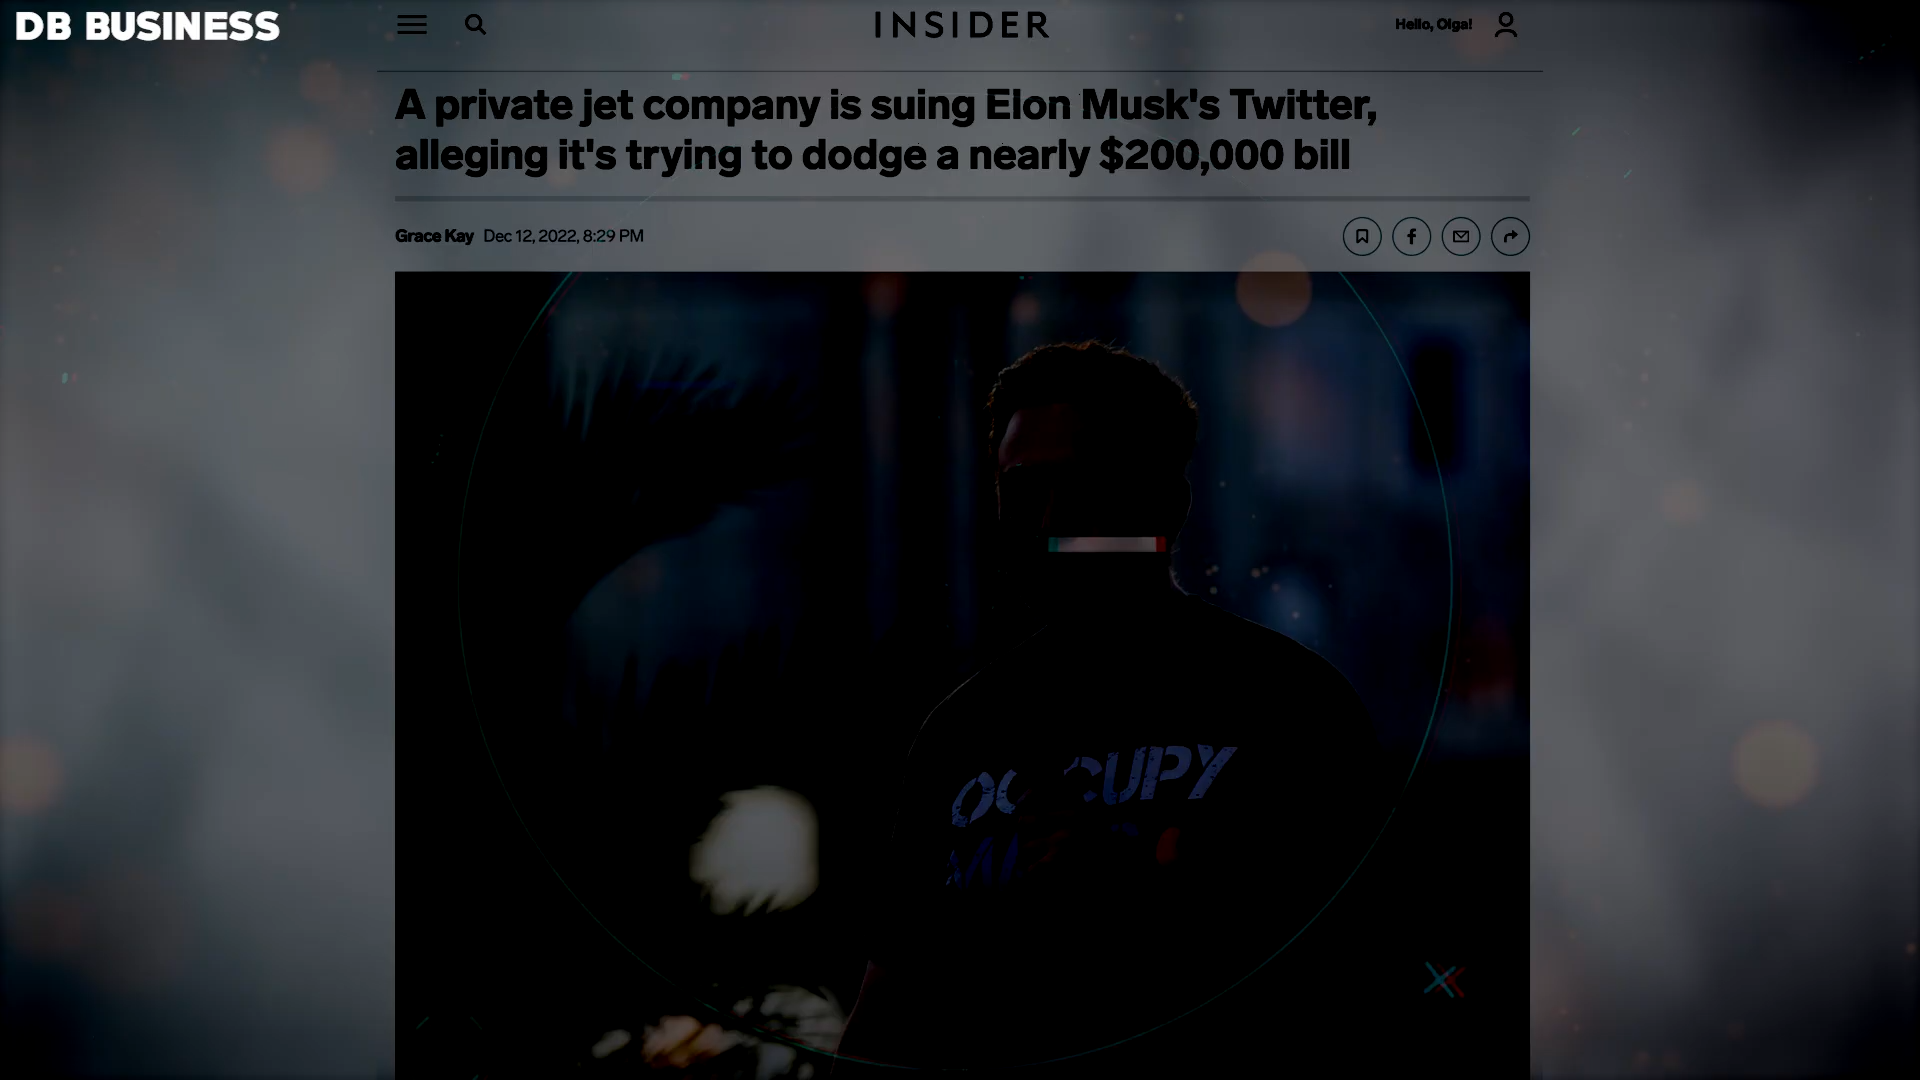 DB BUSINESS
INSIDER
Hello, Olga!
A private jet company is suing Elon Musk's Twitter,
alleging it's trying to dodge a nearly $200,000 bill
Grace Kay Dec 12, 2022, 8:29 PM
OCCUPY